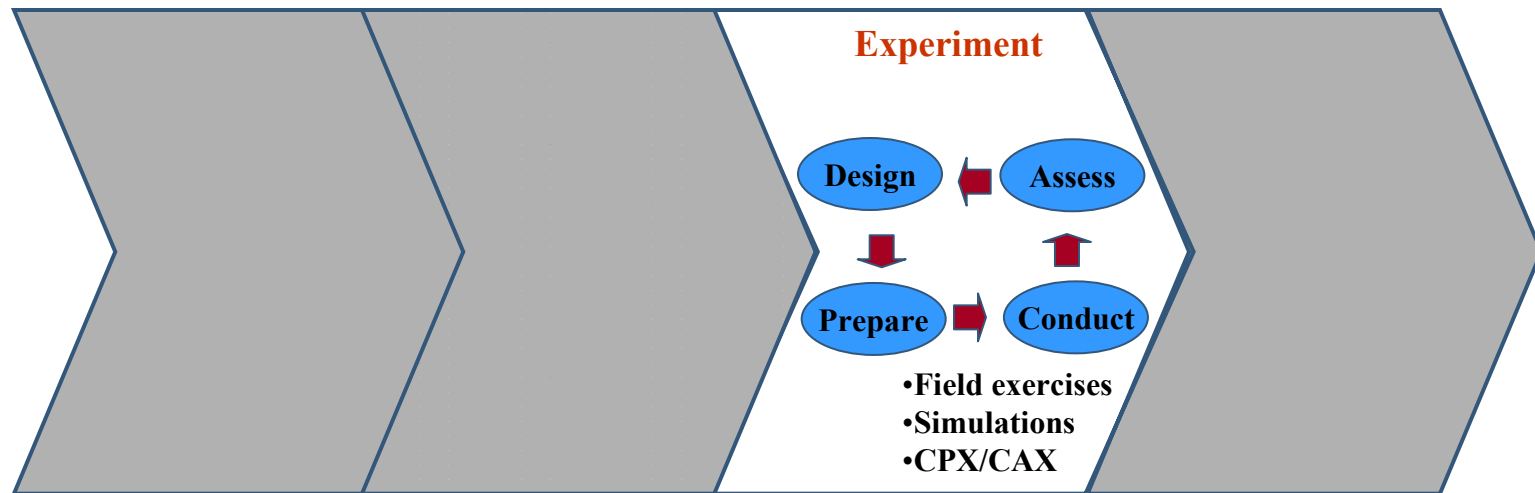 Experiment
Design
Assess
Prepare
Conduct
•Field exercises
•Simulations
•CPX/CAX